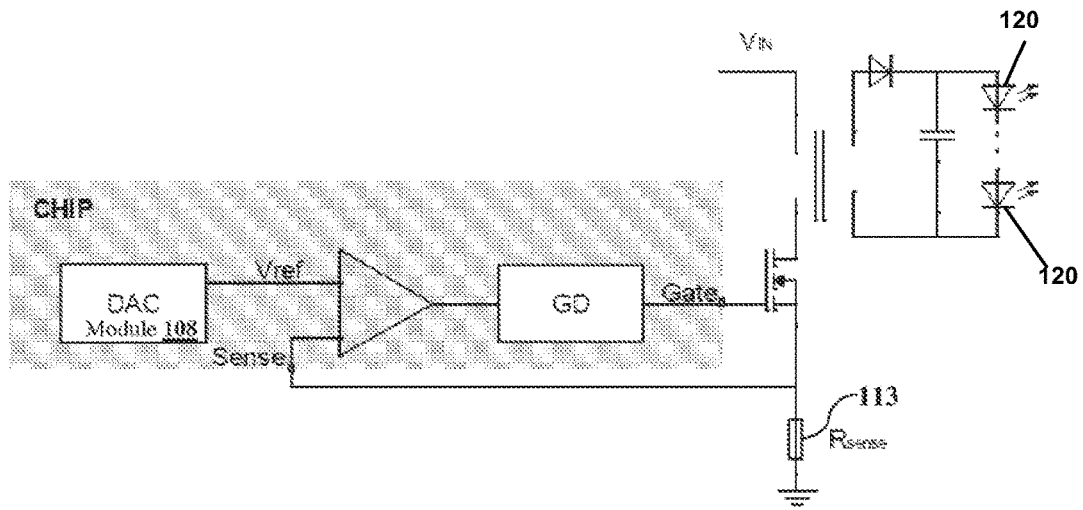 120
VIN
CHIP
120
Vref
DAC
Module 108
GD
Gate
Sense
113
Rsense